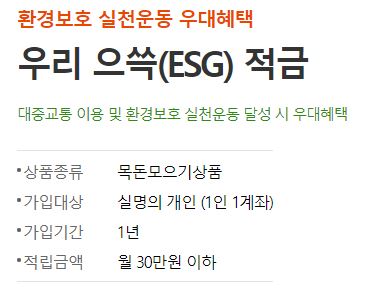 환경보호 실천운동 우대혜택
우리 으쓱(ESG) 적금
대중교통 이용 및 환경보호 실천운동 달성 시 우대혜택
• 상품종류 목돈모으기상품
• 가입대상 실명의 개인 (1인 1계좌)
• 가입기간 1년
• 적립금액 월 30만원 이하